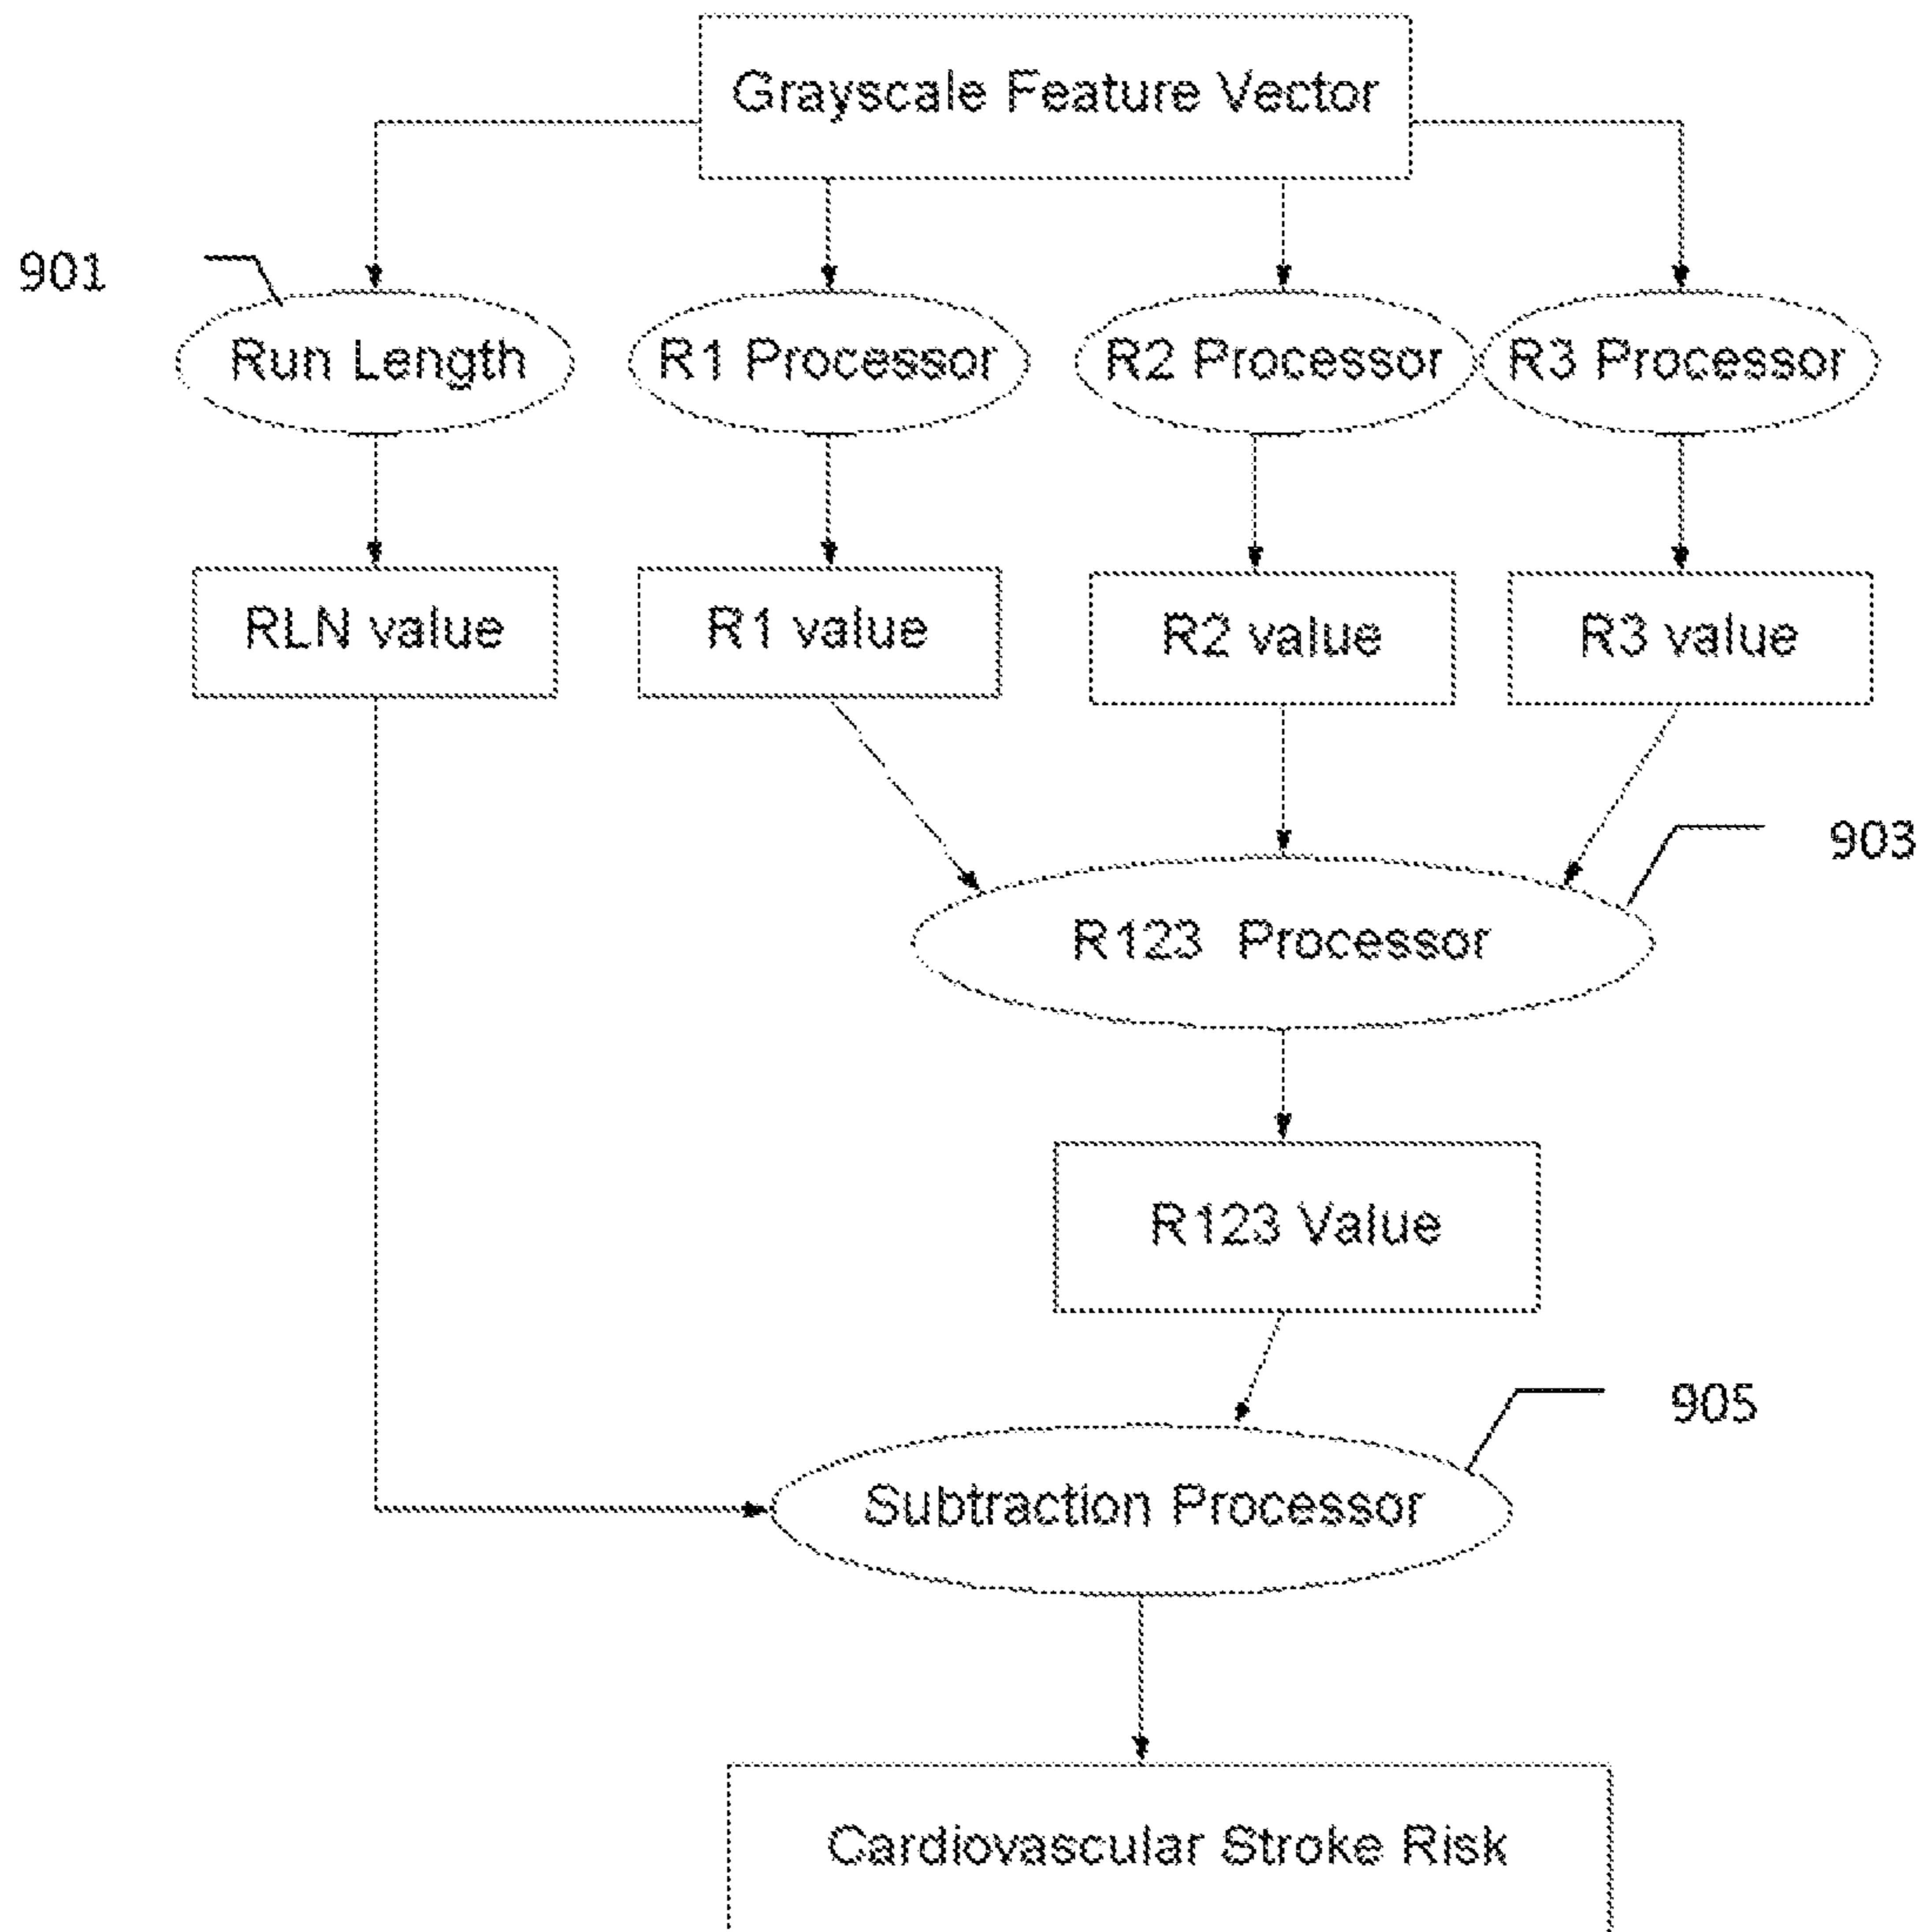 Grayscale Feature Vector
901
Run Length
R1 Processor
R2 Processor
R3 Processor
RLN value
R1 value
R2 value
R3 value
903
R123 Processor
R123 Value
905
Subtraction Processor
Cardiovascular Stroke Risk